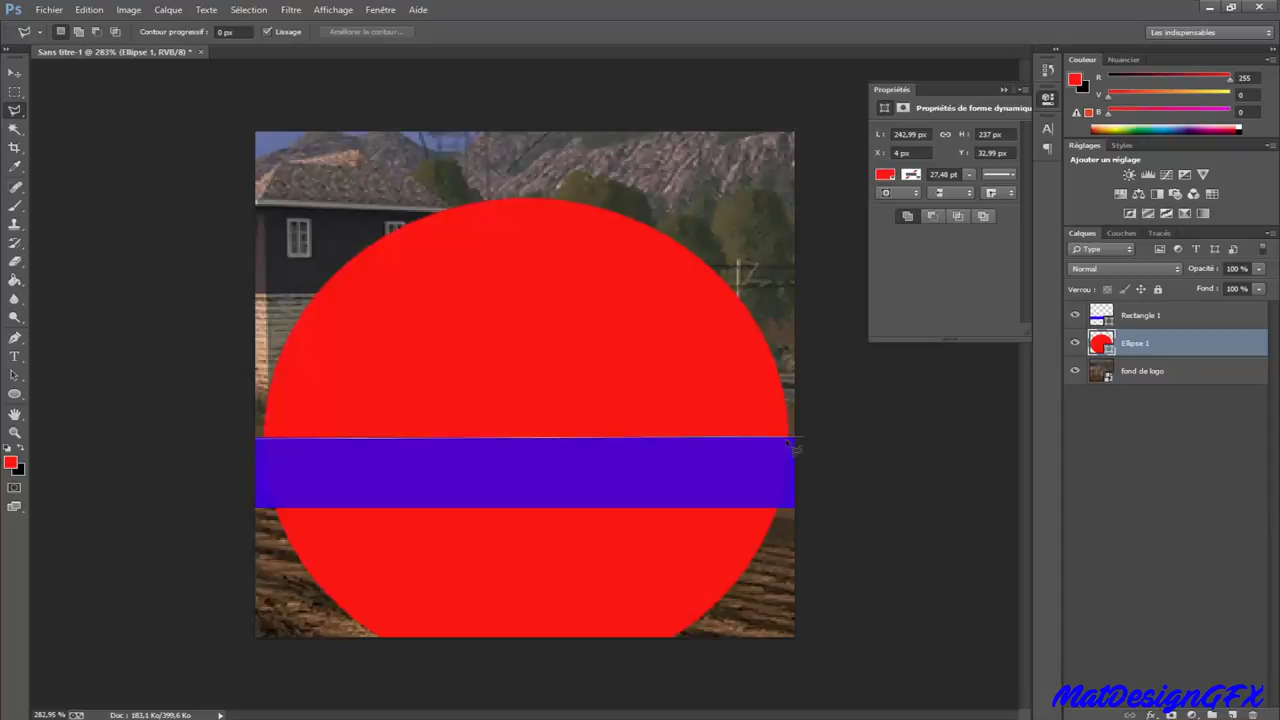 Ps Fichier Edition Image Calque Texte Sélection Filtre Affichage Fenêtre Aide
Contour progressif : 0 px Lissage Améliorer le contour... Les indispensables
Sans titre-1 @ 283% (Ellipse 1, RVB/8) * ×
Couleur Nuancier
R 255
V 0
B 0
Propriétés
Propriétés de forme dynamique
L : 242,99 px H : 237 px
X : 4 px Y : 32,99 px
27,48 pt
Réglages Styles
Ajouter un réglage
Calques Couches Tracés
Type
Normal Opacité : 100 %
Verrou : Fond : 100 %
Rectangle 1
Ellipse 1
fond de logo
MatDesignGFX
282,95 % Doc : 183,1 Ko/399,6 Ko